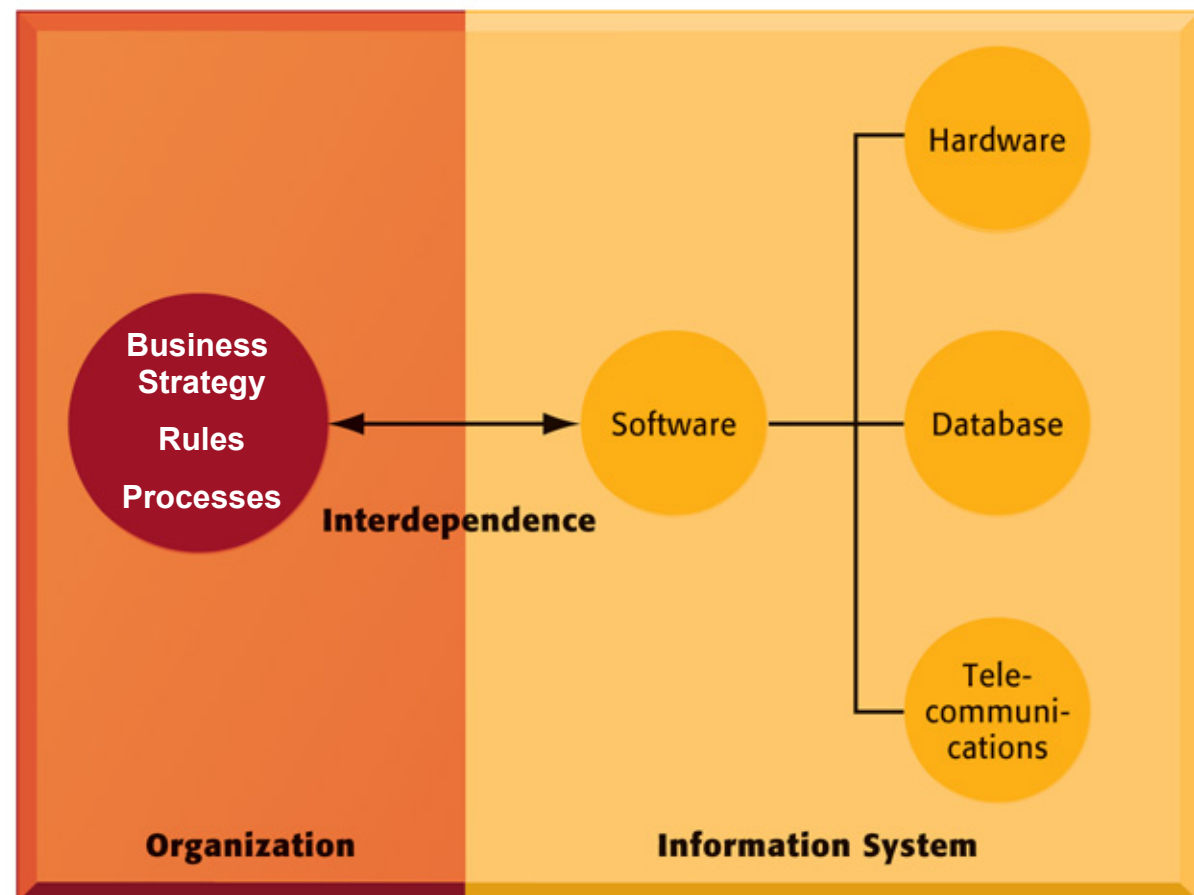 Hardware
Business
Strategy
Rules
Processes
Software
Database
Interdependence
Tele-
communi-
cations
Organization
Information System